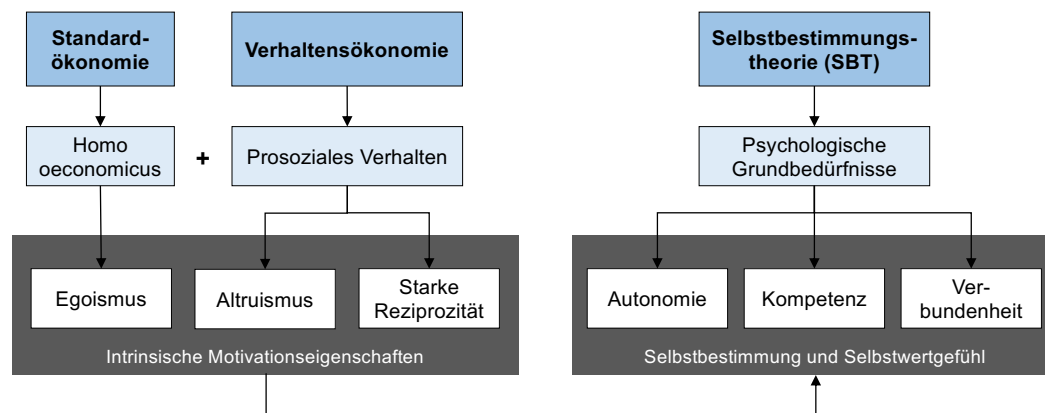 Standard-
ökonomie
Verhaltensökonomie
Selbstbestimmungs-
theorie (SBT)
Homo
oeconomicus
+
Prosoziales Verhalten
Psychologische
Grundbedürfnisse
Egoismus
Altruismus
Starke
Reziprozität
Autonomie
Kompetenz
Ver-
bundenheit
Intrinsische Motivationseigenschaften
Selbstbestimmung und Selbstwertgefühl